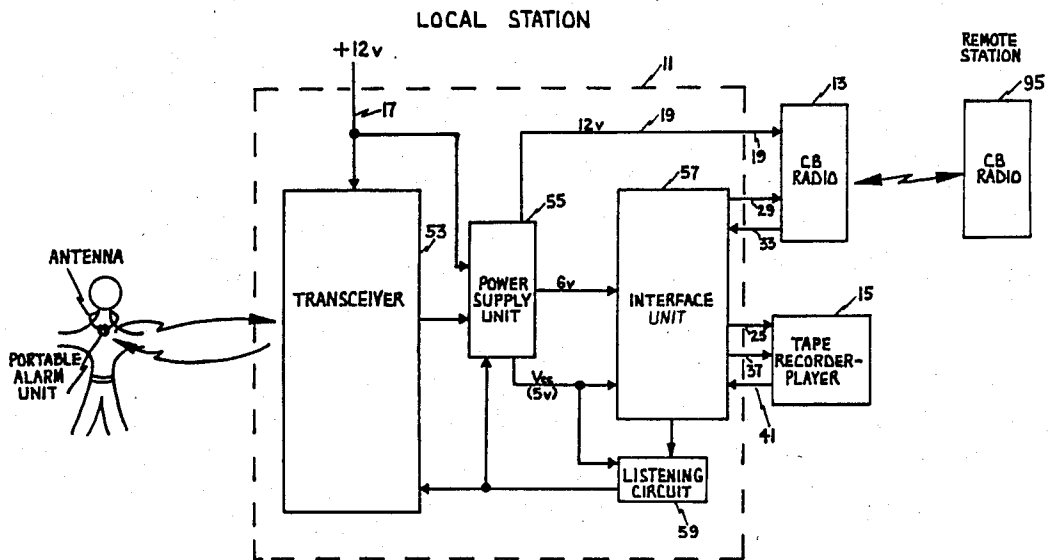 LOCAL STATION
+12v
17
11
REMOTE
STATION
13
95
12v
19
19
CB
RADIO
CB
RADIO
57
29
33
55
53
ANTENNA
TRANSCEIVER
POWER
SUPPLY
UNIT
6v
INTERFACE
UNIT
15
25
TAPE
RECORDER-
PLAYER
37
41
PORTABLE
ALARM
UNIT
Vss
(5v)
LISTENING
CIRCUIT
59